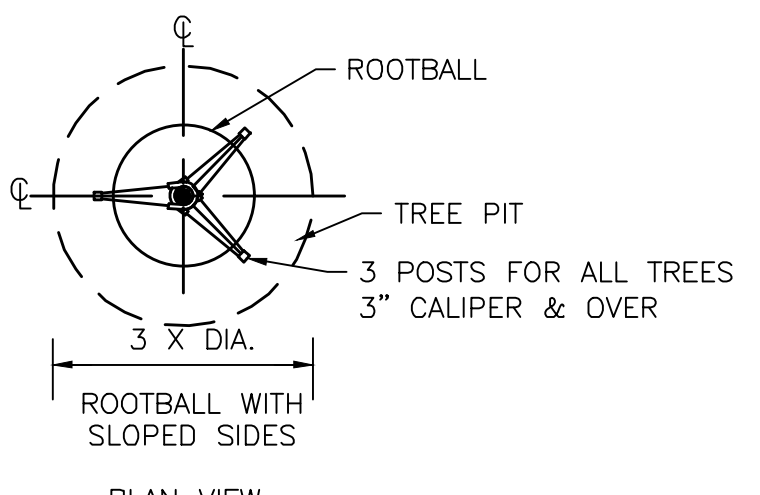 ℄
ROOTBALL
℄
TREE PIT
3 POSTS FOR ALL TREES
3" CALIPER & OVER
3 X DIA.
ROOTBALL WITH
SLOPED SIDES
PLAN VIEW